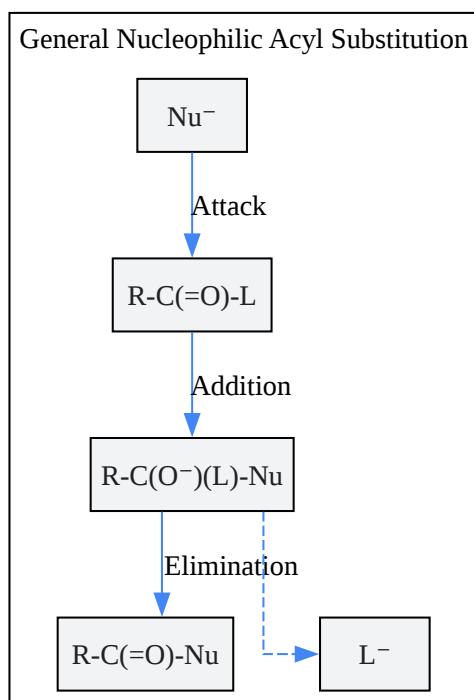 General Nucleophilic Acyl Substitution
Nu⁻
Attack
R-C(=O)-L
Addition
R-C(O⁻)(L)-Nu
Elimination
R-C(=O)-Nu
L⁻